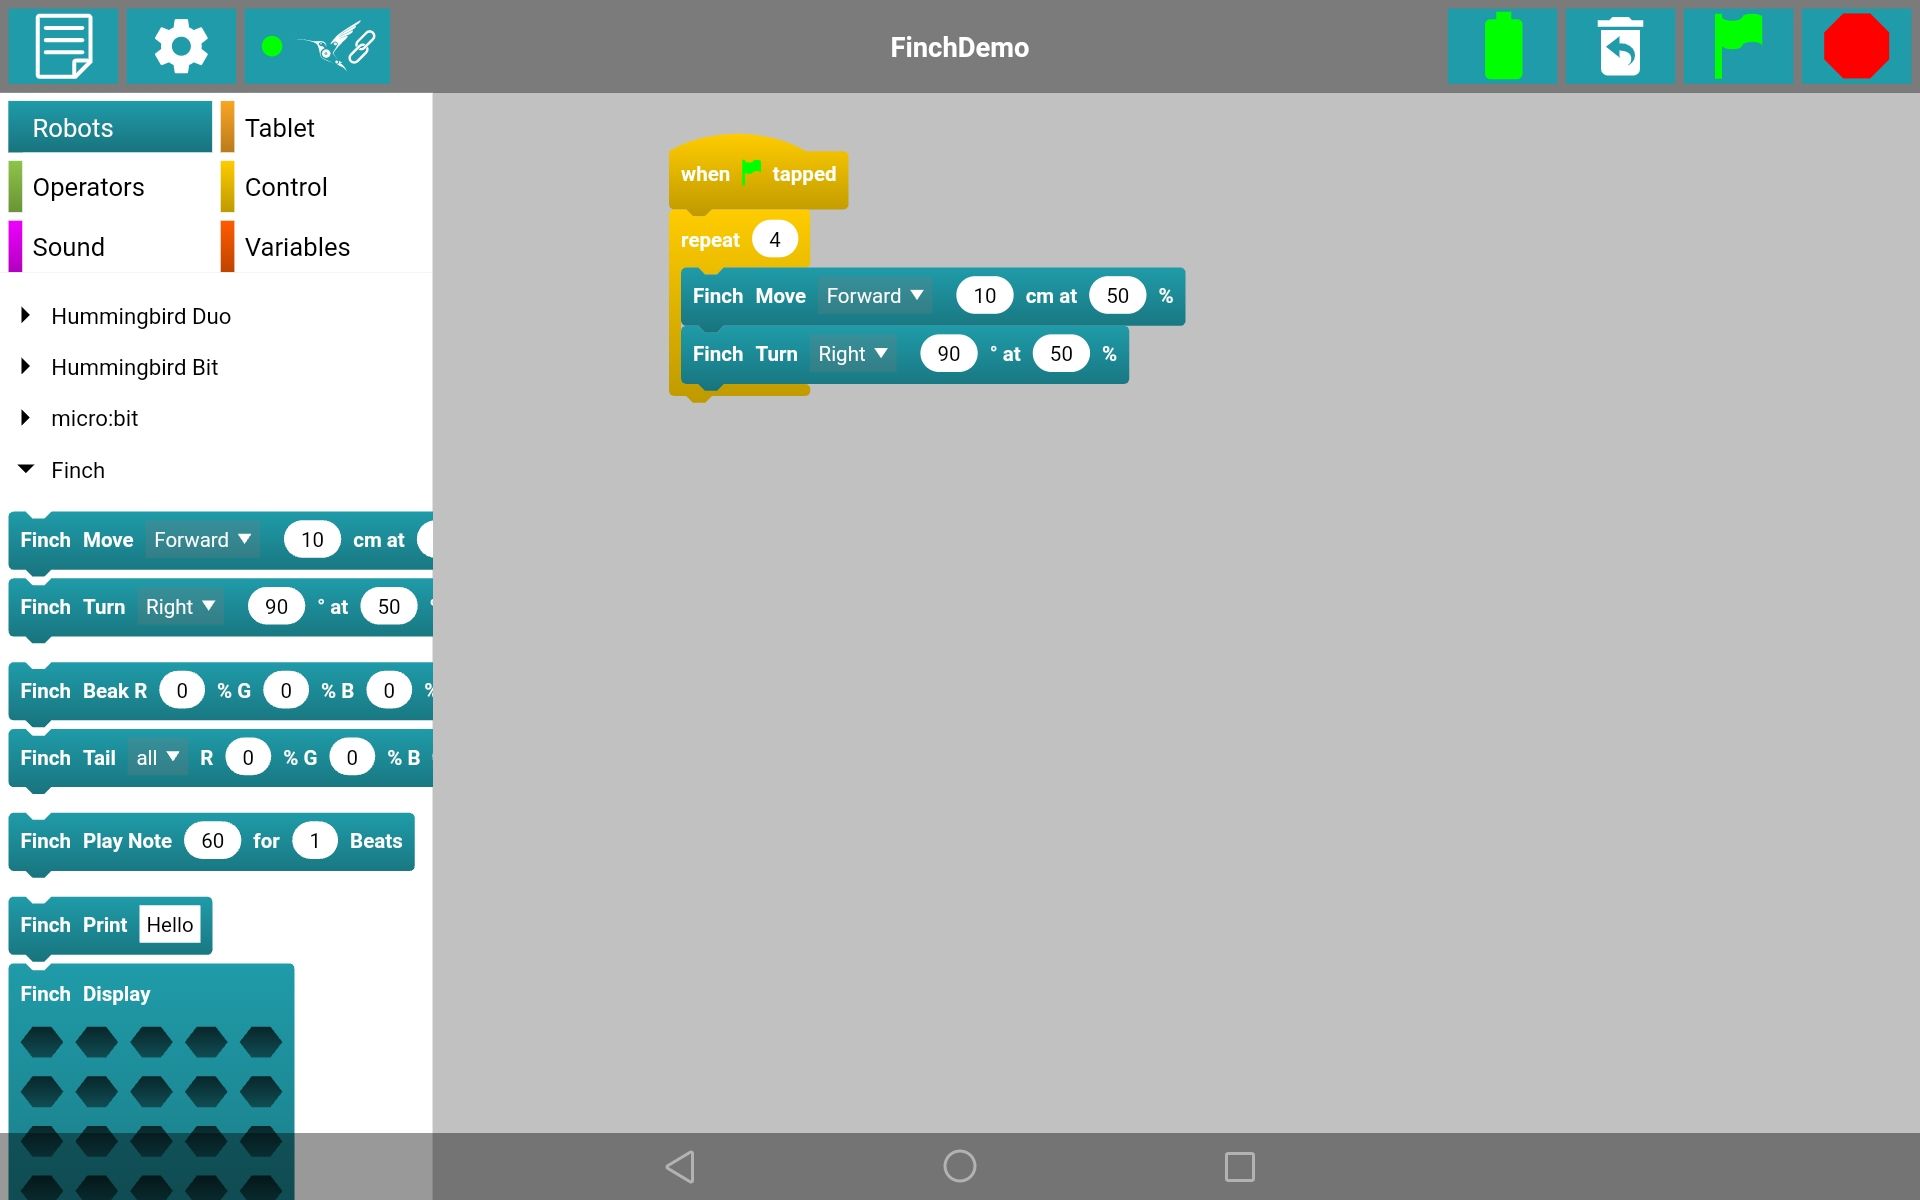 FinchDemo
Robots
Tablet
Operators
Control
Sound
Variables
Hummingbird Duo
Hummingbird Bit
micro:bit
Finch
Finch Move Forward 10 cm at
Finch Turn Right 90 ° at 50
Finch Beak R 0 % G 0 % B 0 %
Finch Tail all R 0 % G 0 % B
Finch Play Note 60 for 1 Beats
Finch Print Hello
Finch Display
when tapped
repeat 4
Finch Move Forward 10 cm at 50 %
Finch Turn Right 90 ° at 50 %